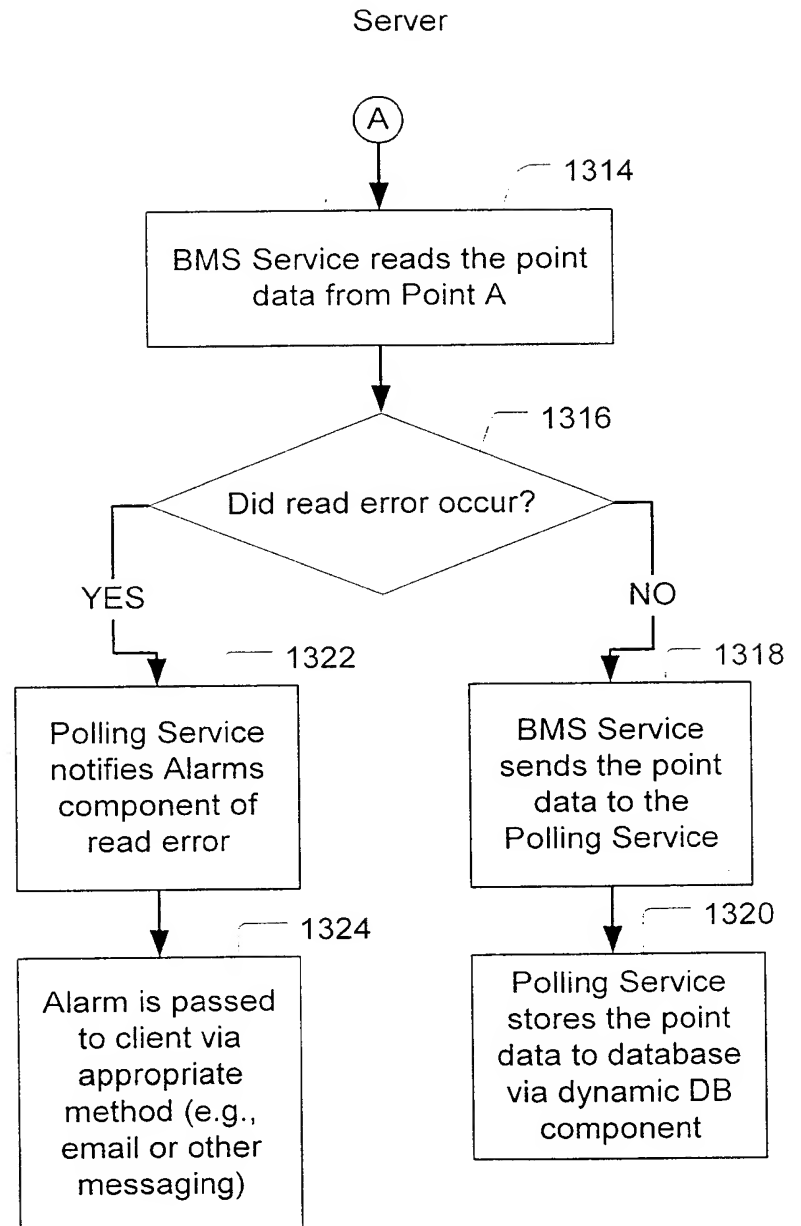 Server
A
1314
BMS Service reads the point
data from Point A
1316
Did read error occur?
YES
NO
1322
1318
Polling Service
notifies Alarms
component of
read error
BMS Service
sends the point
data to the
Polling Service
1324
1320
Alarm is passed
to client via
appropriate
method (e.g.,
email or other
messaging)
Polling Service
stores the point
data to database
via dynamic DB
component